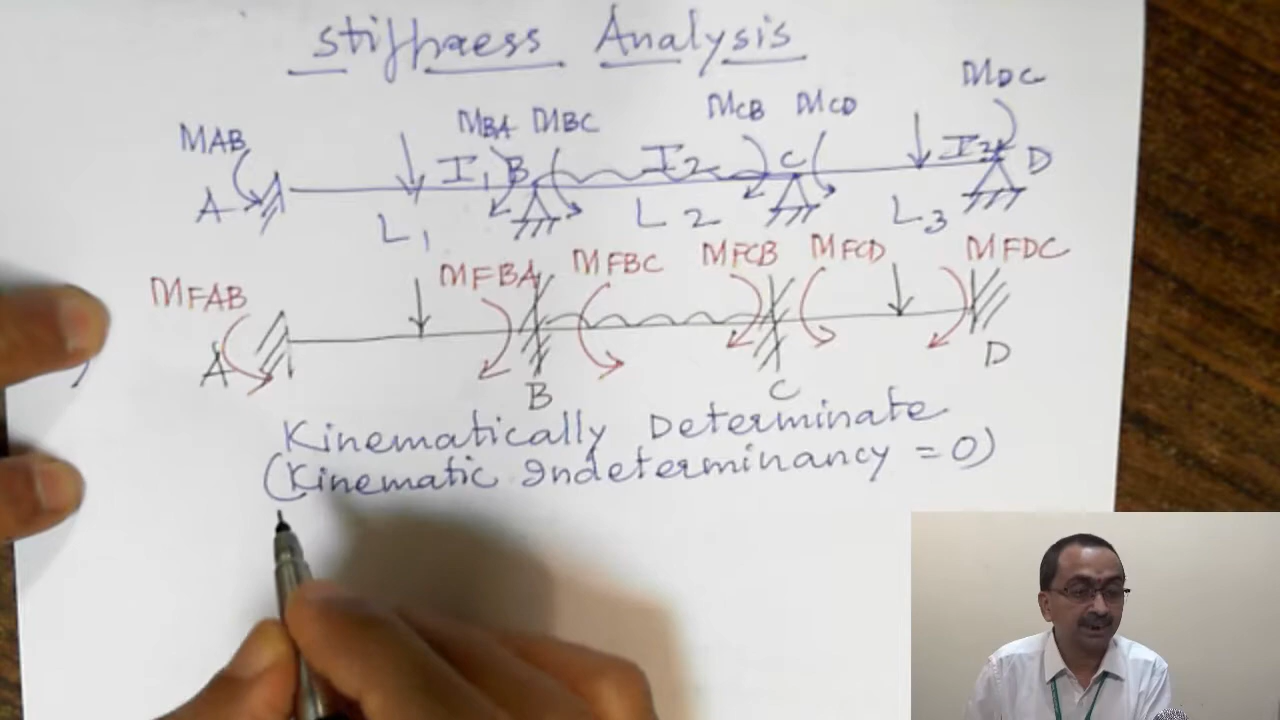 Stiffness Analysis
MDC
MAB MBA MBC MCB MCD
A I1 B I2 C I3 D
L1 L2 L3
MFAB MFBA MFBC MFCB MFCD MFDC
A B C D
Kinematically Determinate
(Kinematic Indeterminancy = 0)